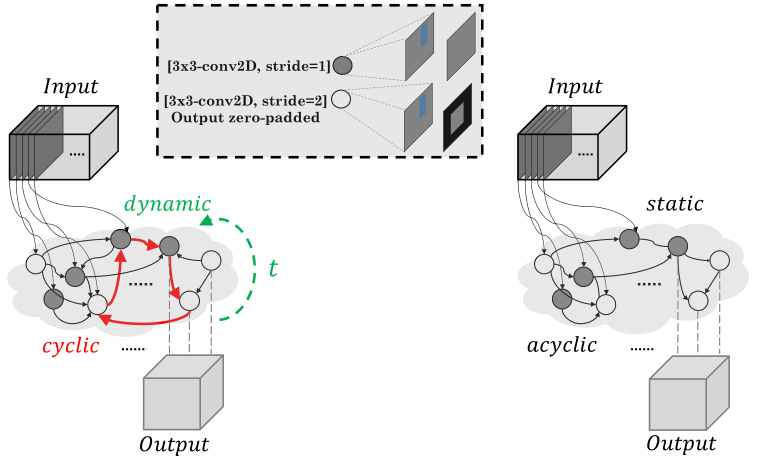 [3x3-conv2D, stride=1]
[3x3-conv2D, stride=2]
Output zero-padded
Input
....
dynamic
t
.....
cyclic
......
Output
Input
....
static
.....
acyclic
......
Output